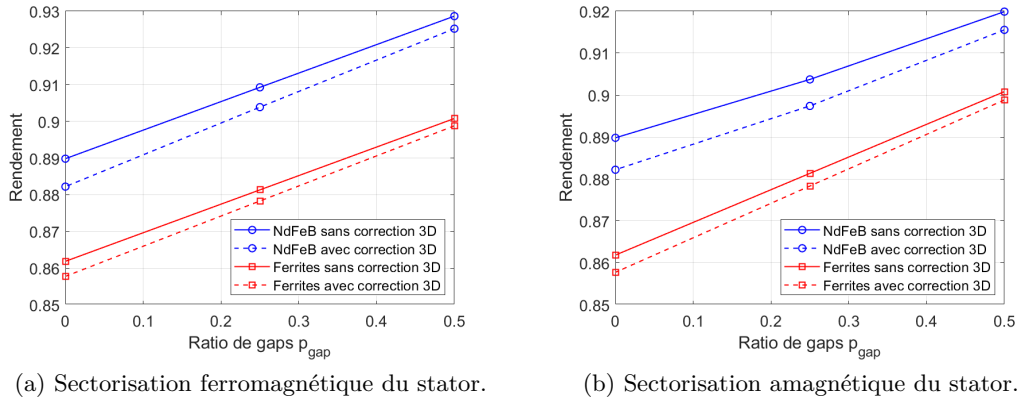 0.93
0.92
0.91
0.9
0.89
0.88
0.87
0.86
0.85
Rendement
0
0.1
0.2
0.3
0.4
0.5
Ratio de gaps p_gap
NdFeB sans correction 3D
NdFeB avec correction 3D
Ferrites sans correction 3D
Ferrites avec correction 3D
(a) Sectorisation ferromagnétique du stator.
0.92
0.91
0.9
0.89
0.88
0.87
0.86
0.85
Rendement
0
0.1
0.2
0.3
0.4
0.5
Ratio de gaps p_gap
NdFeB sans correction 3D
NdFeB avec correction 3D
Ferrites sans correction 3D
Ferrites avec correction 3D
(b) Sectorisation amagnétique du stator.